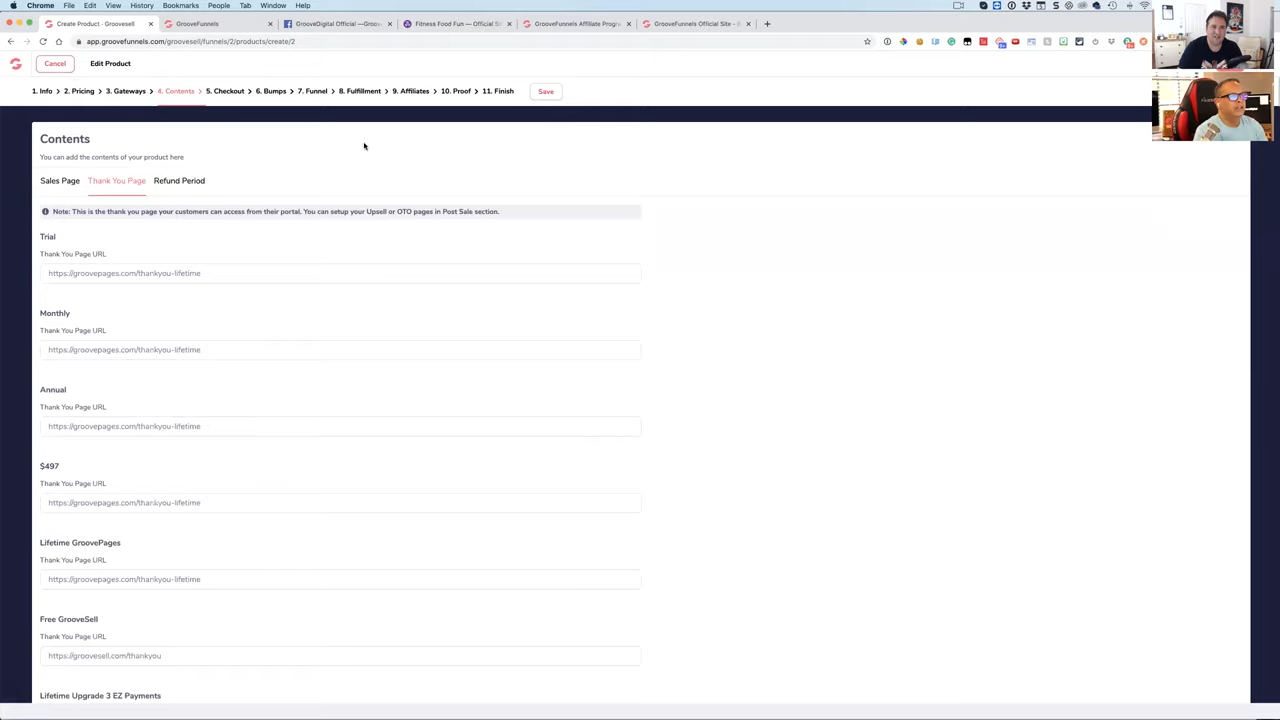 Chrome File Edit View History Bookmarks People Tab Window Help
Create Product - Groovesell
GrooveFunnels
GrooveDigital Official —Groov
Fitness Food Fun — Official Sit
GrooveFunnels Affiliate Progra
GrooveFunnels Official Site -
app.groovefunnels.com/groovesell/funnels/2/products/create/2
Cancel Edit Product
1. Info > 2. Pricing > 3. Gateways > 4. Contents > 5. Checkout > 6. Bumps > 7. Funnel > 8. Fulfillment > 9. Affiliates > 10. Proof > 11. Finish Save
Contents
You can add the contents of your product here
Sales Page Thank You Page Refund Period
Note: This is the thank you page your customers can access from their portal. You can setup your Upsell or OTO pages in Post Sale section.
Trial
Thank You Page URL
https://groovepages.com/thankyou-lifetime
Monthly
Thank You Page URL
https://groovepages.com/thankyou-lifetime
Annual
Thank You Page URL
https://groovepages.com/thankyou-lifetime
$497
Thank You Page URL
https://groovepages.com/thankyou-lifetime
Lifetime GroovePages
Thank You Page URL
https://groovepages.com/thankyou-lifetime
Free GrooveSell
Thank You Page URL
https://groovesell.com/thankyou
Lifetime Upgrade 3 EZ Payments